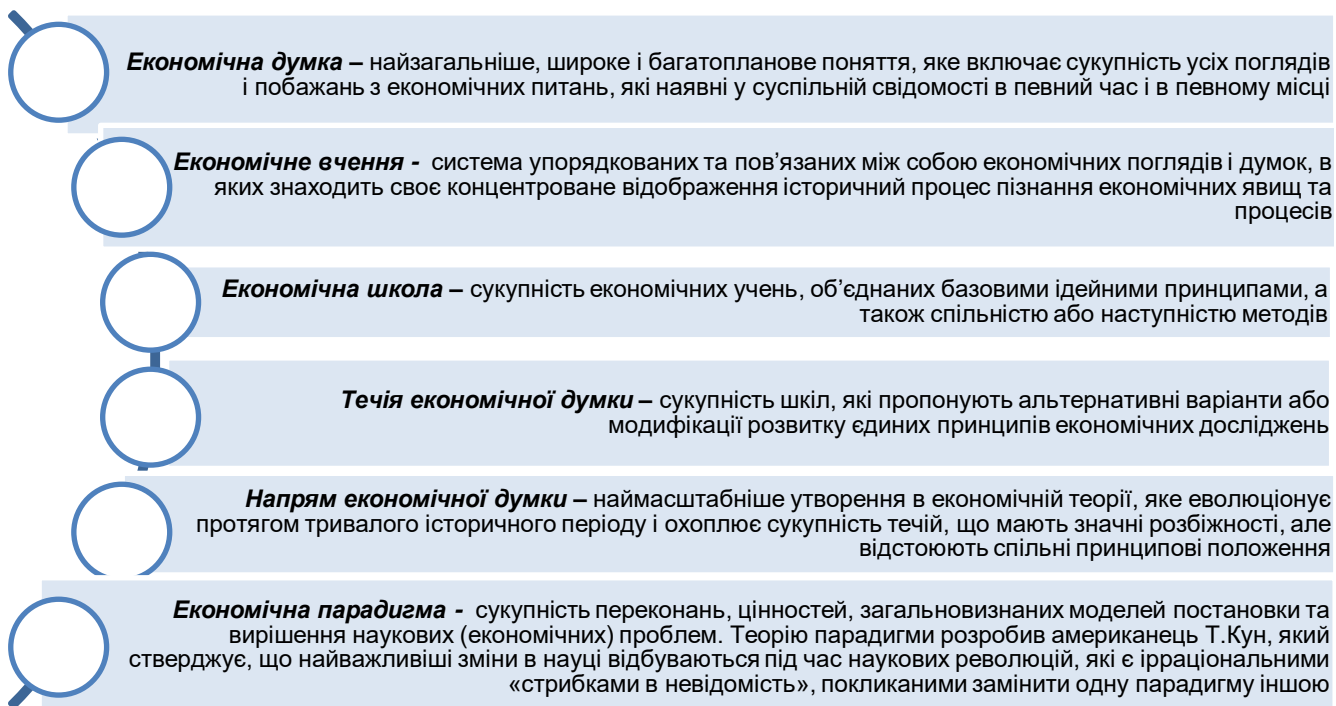 Економічна думка – найзагальніше, широке і багатопланове поняття, яке включає сукупність усіх поглядів
і побажань з економічних питань, які наявні у суспільній свідомості в певний час і в певному місці
Економічне вчення - система упорядкованих та пов’язаних між собою економічних поглядів і думок, в
яких знаходить своє концентроване відображення історичний процес пізнання економічних явищ та
процесів
Економічна школа – сукупність економічних учень, об’єднаних базовими ідейними принципами, а
також спільністю або наступністю методів
Течія економічної думки – сукупність шкіл, які пропонують альтернативні варіанти або
модифікації розвитку єдиних принципів економічних досліджень
Напрям економічної думки – наймасштабніше утворення в економічній теорії, яке еволюціонує
протягом тривалого історичного періоду і охоплює сукупність течій, що мають значні розбіжності, але
відстоюють спільні принципові положення
Економічна парадигма - сукупність переконань, цінностей, загальновизнаних моделей постановки та
вирішення наукових (економічних) проблем. Теорію парадигми розробив американець Т.Кун, який
стверджує, що найважливіші зміни в науці відбуваються під час наукових революцій, які є ірраціональними
«стрибками в невідомість», покликаними замінити одну парадигму іншою